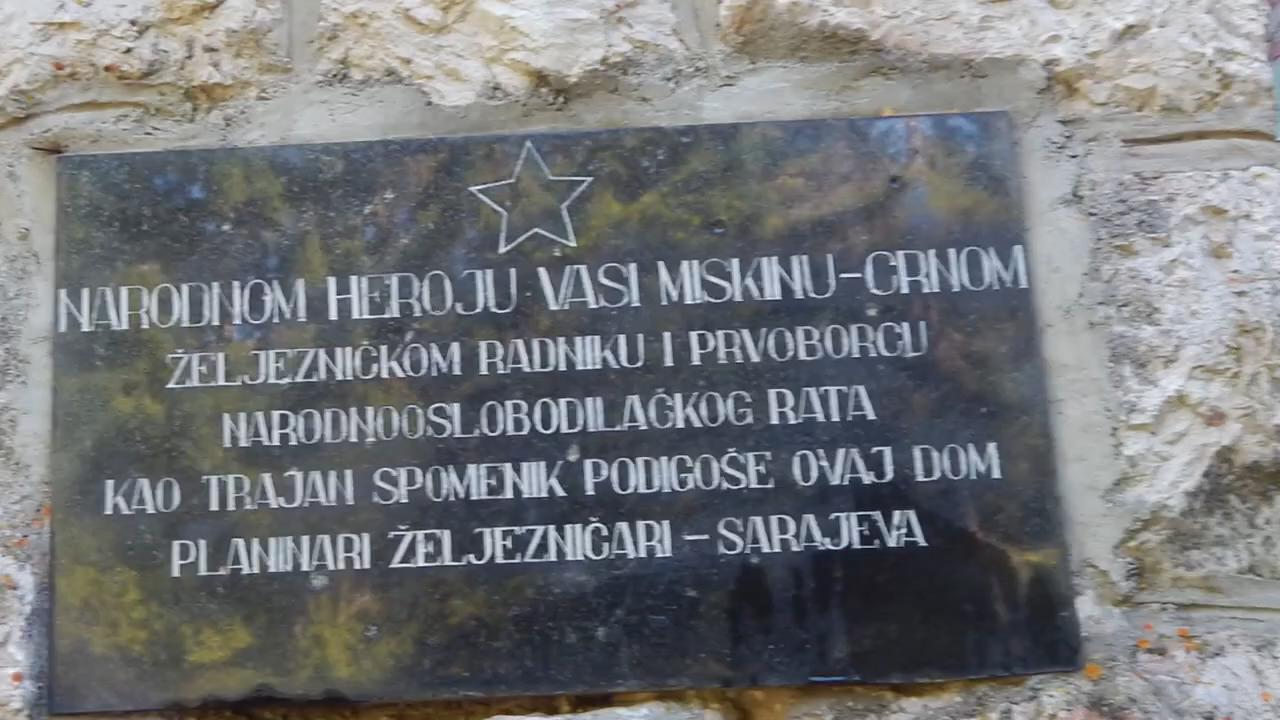 NARODNOM HEROJU VASI MISKINU-CRNOM
ŽELJEZNIČKOM RADNIKU I PRVOBORCU
NARODNOOSLOBODILAČKOG RATA
KAO TRAJAN SPOMENIK PODIGOŠE OVAJ DOM
PLANINARI ŽELJEZNIČARI – SARAJEVA